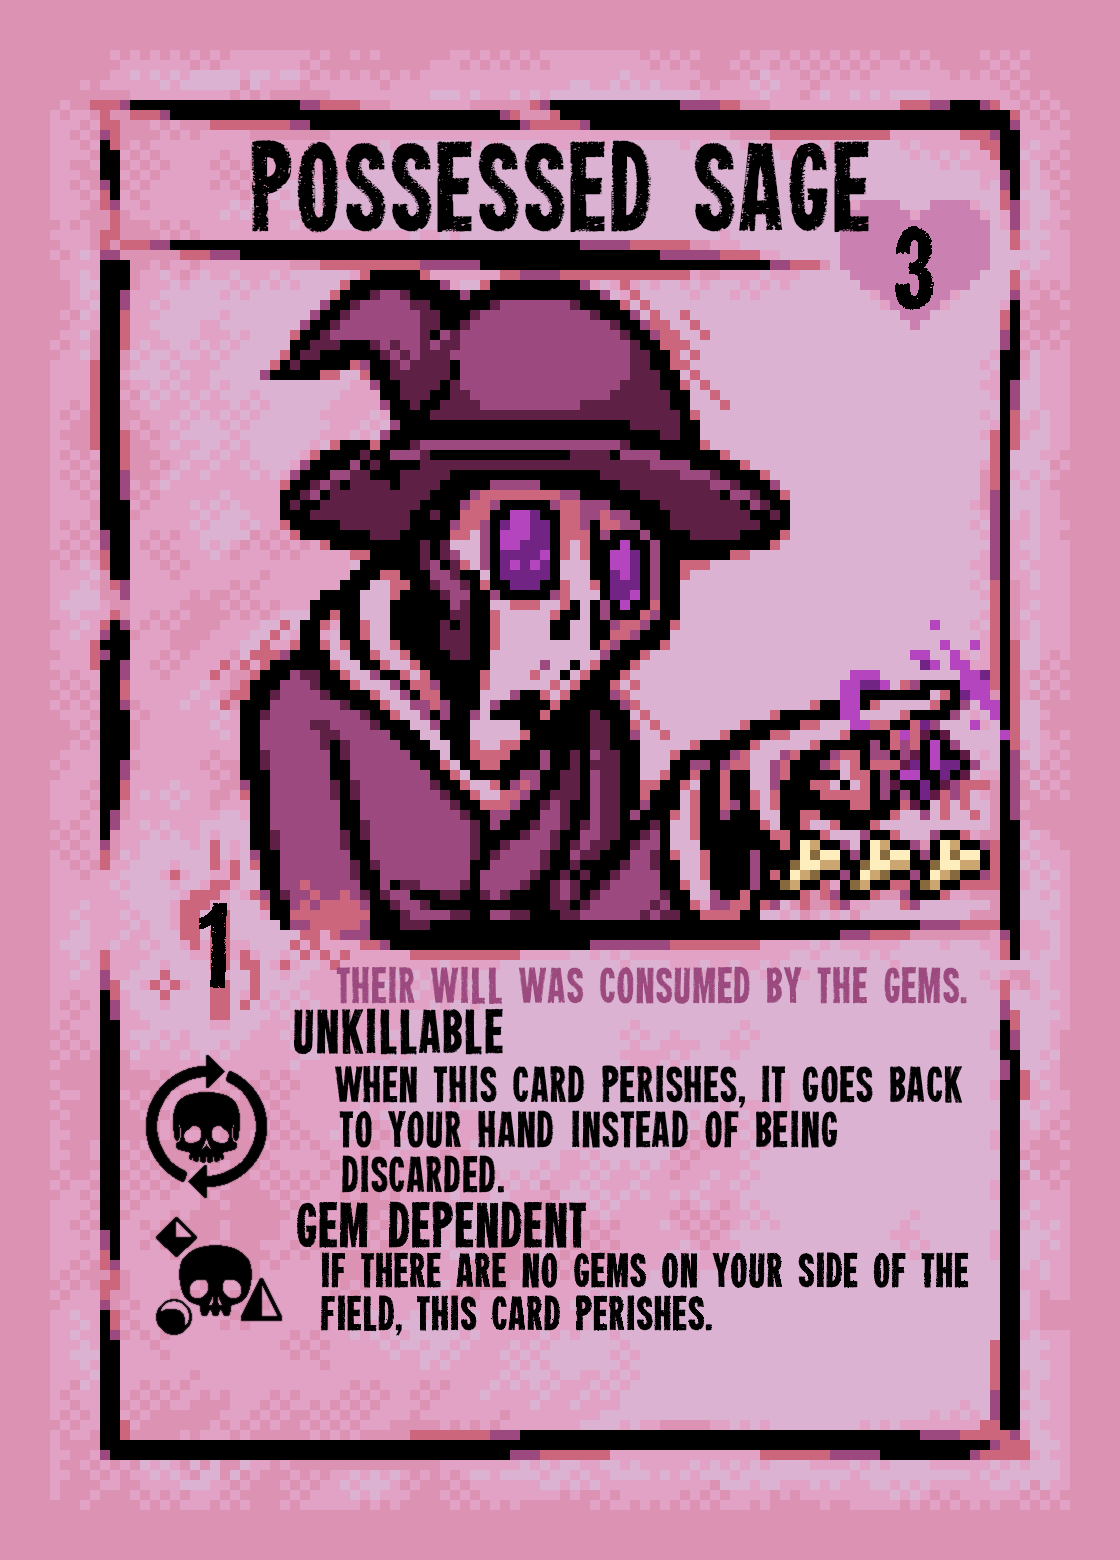 POSSESSED SAGE
3
1
THEIR WILL WAS CONSUMED BY THE GEMS.
UNKILLABLE
WHEN THIS CARD PERISHES, IT GOES BACK
TO YOUR HAND INSTEAD OF BEING
DISCARDED.
GEM DEPENDENT
IF THERE ARE NO GEMS ON YOUR SIDE OF THE
FIELD, THIS CARD PERISHES.